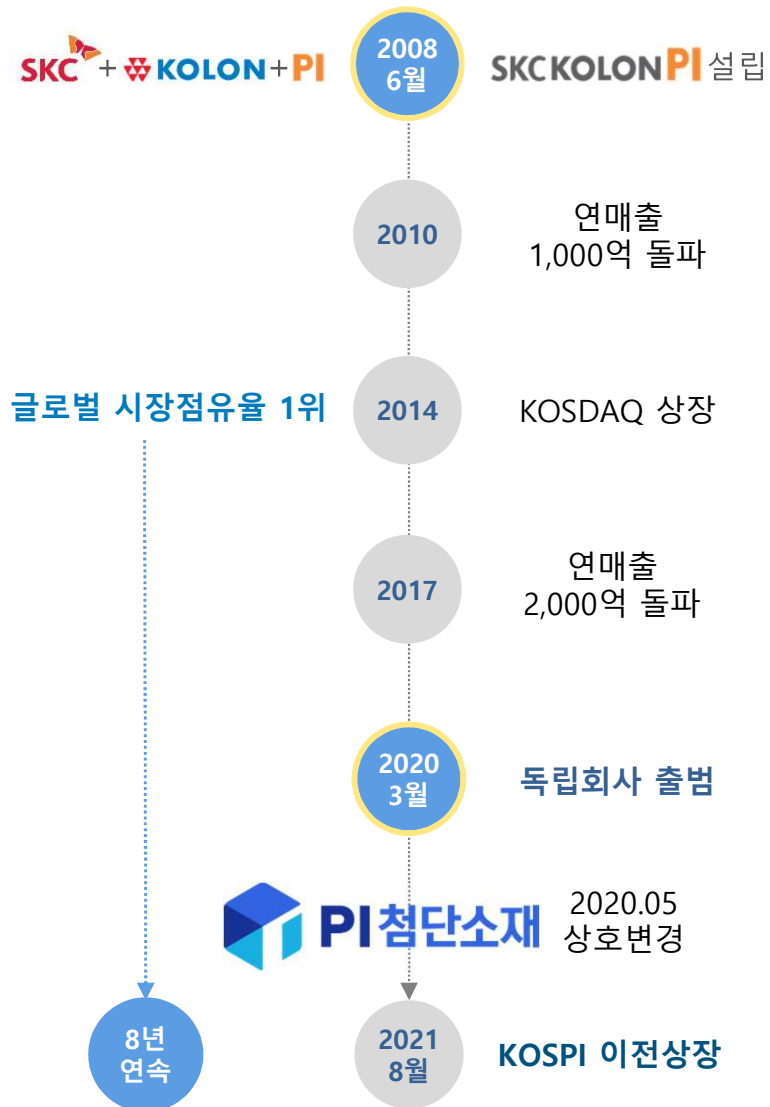 SKC + KOLON + PI
2008
6월
SKC KOLON PI 설립
2010
연매출
1,000억 돌파
글로벌 시장점유율 1위
2014
KOSDAQ 상장
2017
연매출
2,000억 돌파
2020
3월
독립회사 출범
PI첨단소재
2020.05
상호변경
8년
연속
2021
8월
KOSPI 이전상장